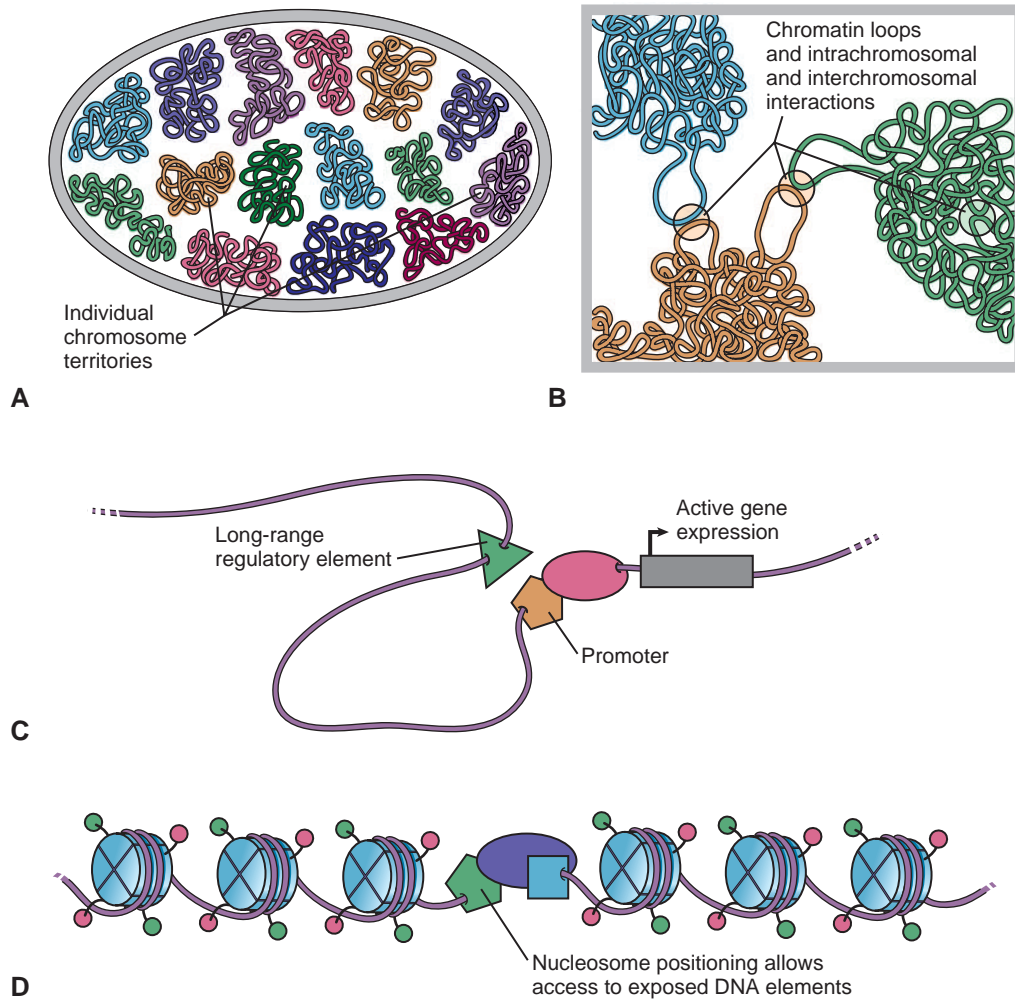 Individual
chromosome
territories
A
Chromatin loops
and intrachromosomal
and interchromosomal
interactions
B
Long-range
regulatory element
Active gene
expression
Promoter
C
Nucleosome positioning allows
access to exposed DNA elements
D